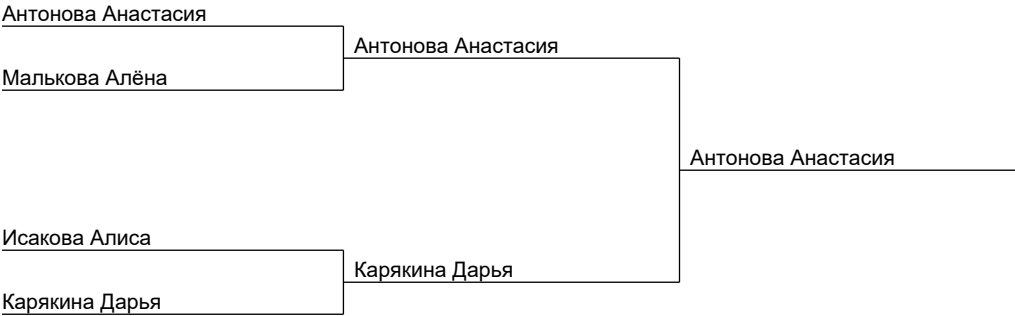 Антонова Анастасия
Антонова Анастасия
Малькова Алёна
Антонова Анастасия
Исакова Алиса
Карякина Дарья
Карякина Дарья